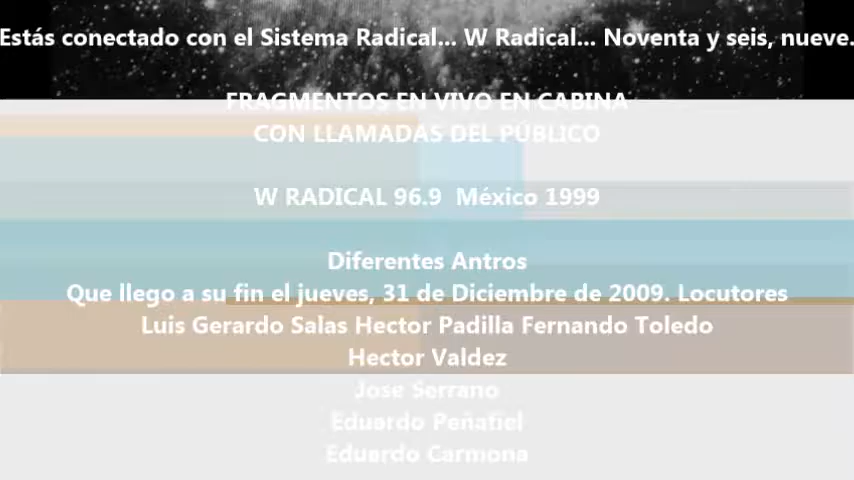 Estás conectado con el Sistema Radical... W Radical... Noventa y seis, nueve.
FRAGMENTOS EN VIVO EN CABINA
CON LLAMADAS DEL PÚBLICO
W RADICAL 96.9 México 1999
Diferentes Antros
Que llego a su fin el jueves, 31 de Diciembre de 2009. Locutores
Luis Gerardo Salas Hector Padilla Fernando Toledo
Hector Valdez
Jose Serrano
Eduardo Peñafiel
Eduardo Carmona